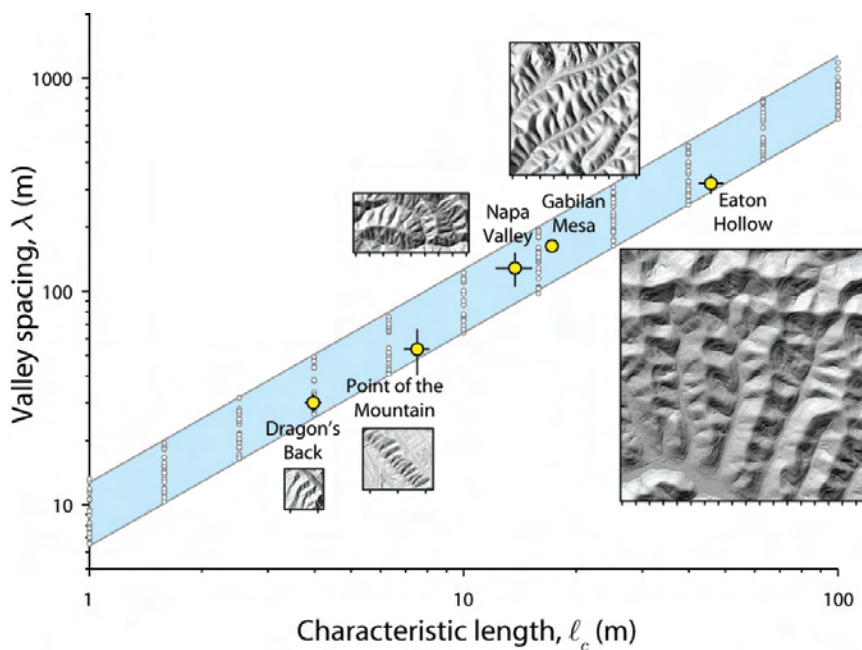 1000
100
10
Valley spacing, λ (m)
Napa
Valley
Gabilan
Mesa
Eaton
Hollow
Point of the
Mountain
Dragon's
Back
1
10
100
Characteristic length, ℓc (m)